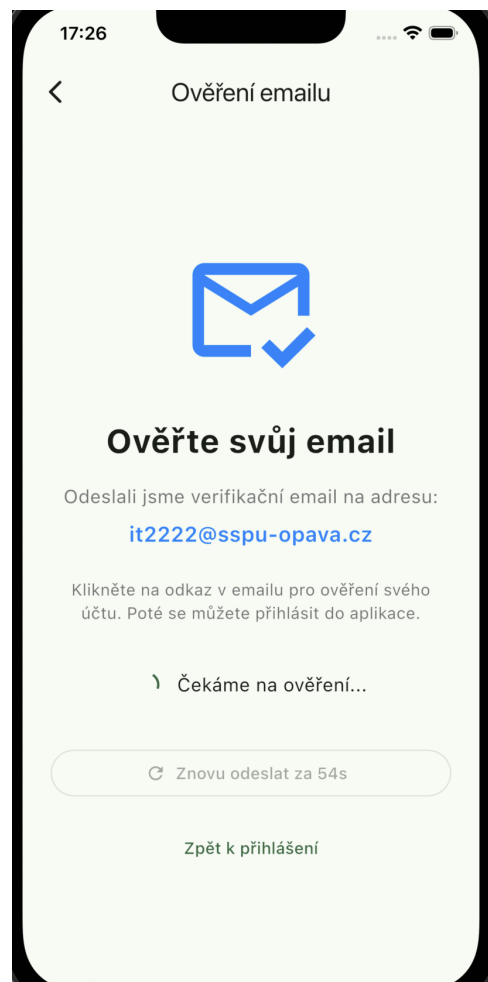 17:26
Ověření emailu
Ověřte svůj email
Odeslali jsme verifikační email na adresu:
it2222@sspu-opava.cz
Klikněte na odkaz v emailu pro ověření svého
účtu. Poté se můžete přihlásit do aplikace.
Čekáme na ověření...
Znovu odeslat za 54s
Zpět k přihlášení